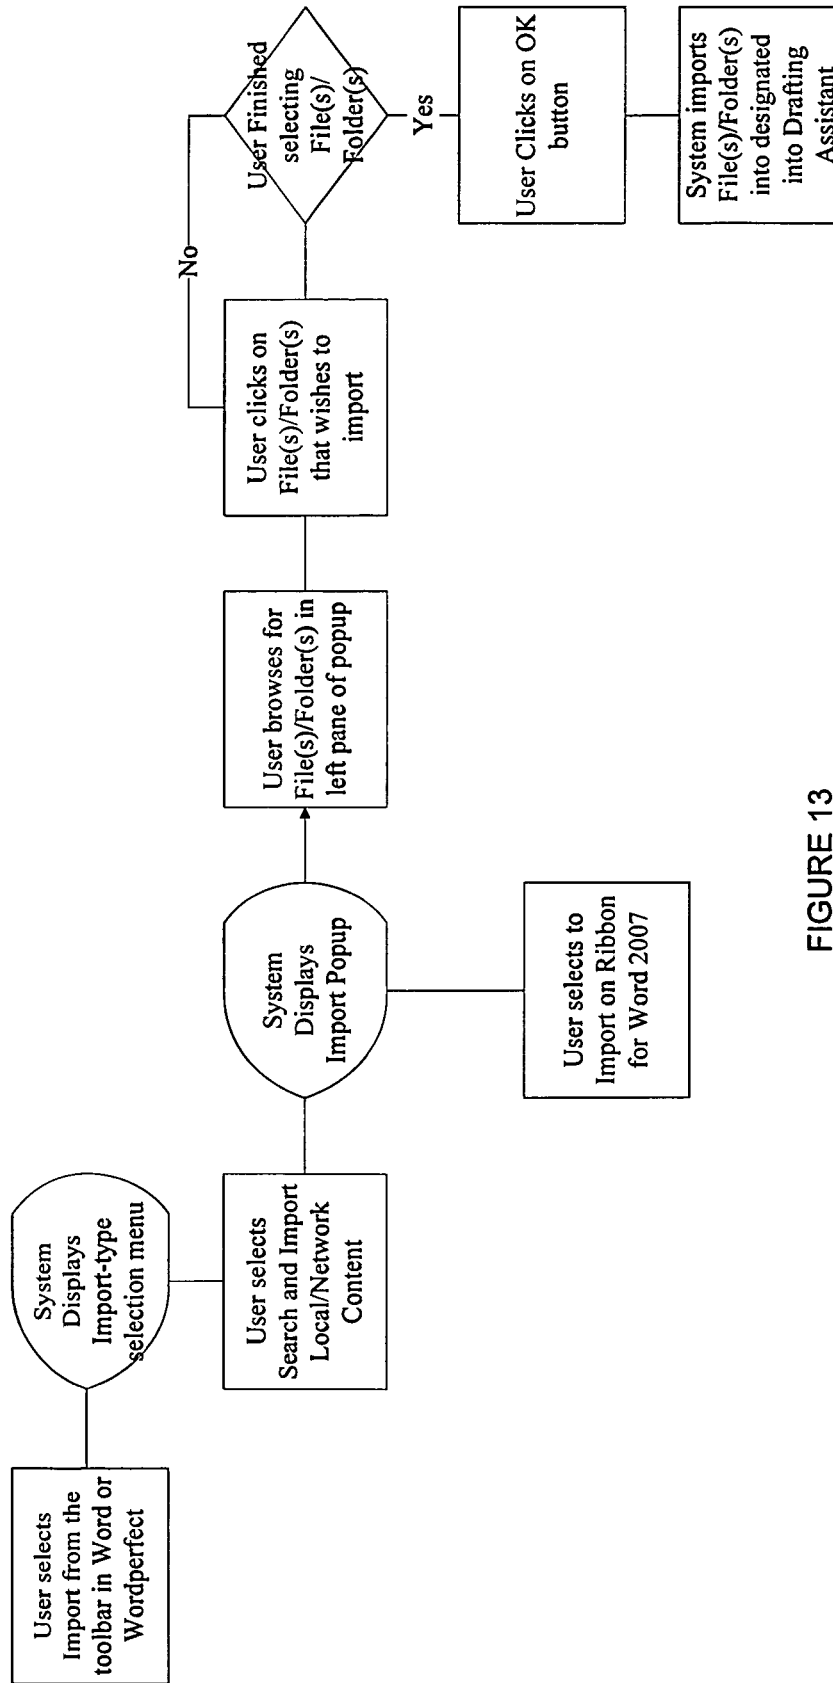 User selects
Import from the
toolbar in Word or
Wordperfect
System
Displays
Import-type
selection menu
User selects
Search and Import
Local/Network
Content
System
Displays
Import Popup
User selects to
Import on Ribbon
for Word 2007
User browses for
File(s)/Folder(s) in
left pane of popup
User clicks on
File(s)/Folder(s)
that wishes to
import
No
User Finished
selecting
File(s)/
Folder(s)
Yes
User Clicks on OK
button
System imports
File(s)/Folder(s)
into designated
into Drafting
Assistant
FIGURE 13